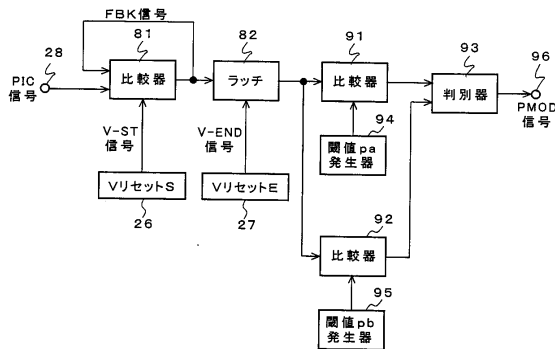 FBK信号
81
82
91
93
96
28
PIC
信号
比較器
ラッチ
比較器
判別器
PMOD
信号
V-ST
信号
V-END
信号
94
閾値pa
発生器
VリセットS
VリセットE
26
27
92
比較器
95
閾値pb
発生器